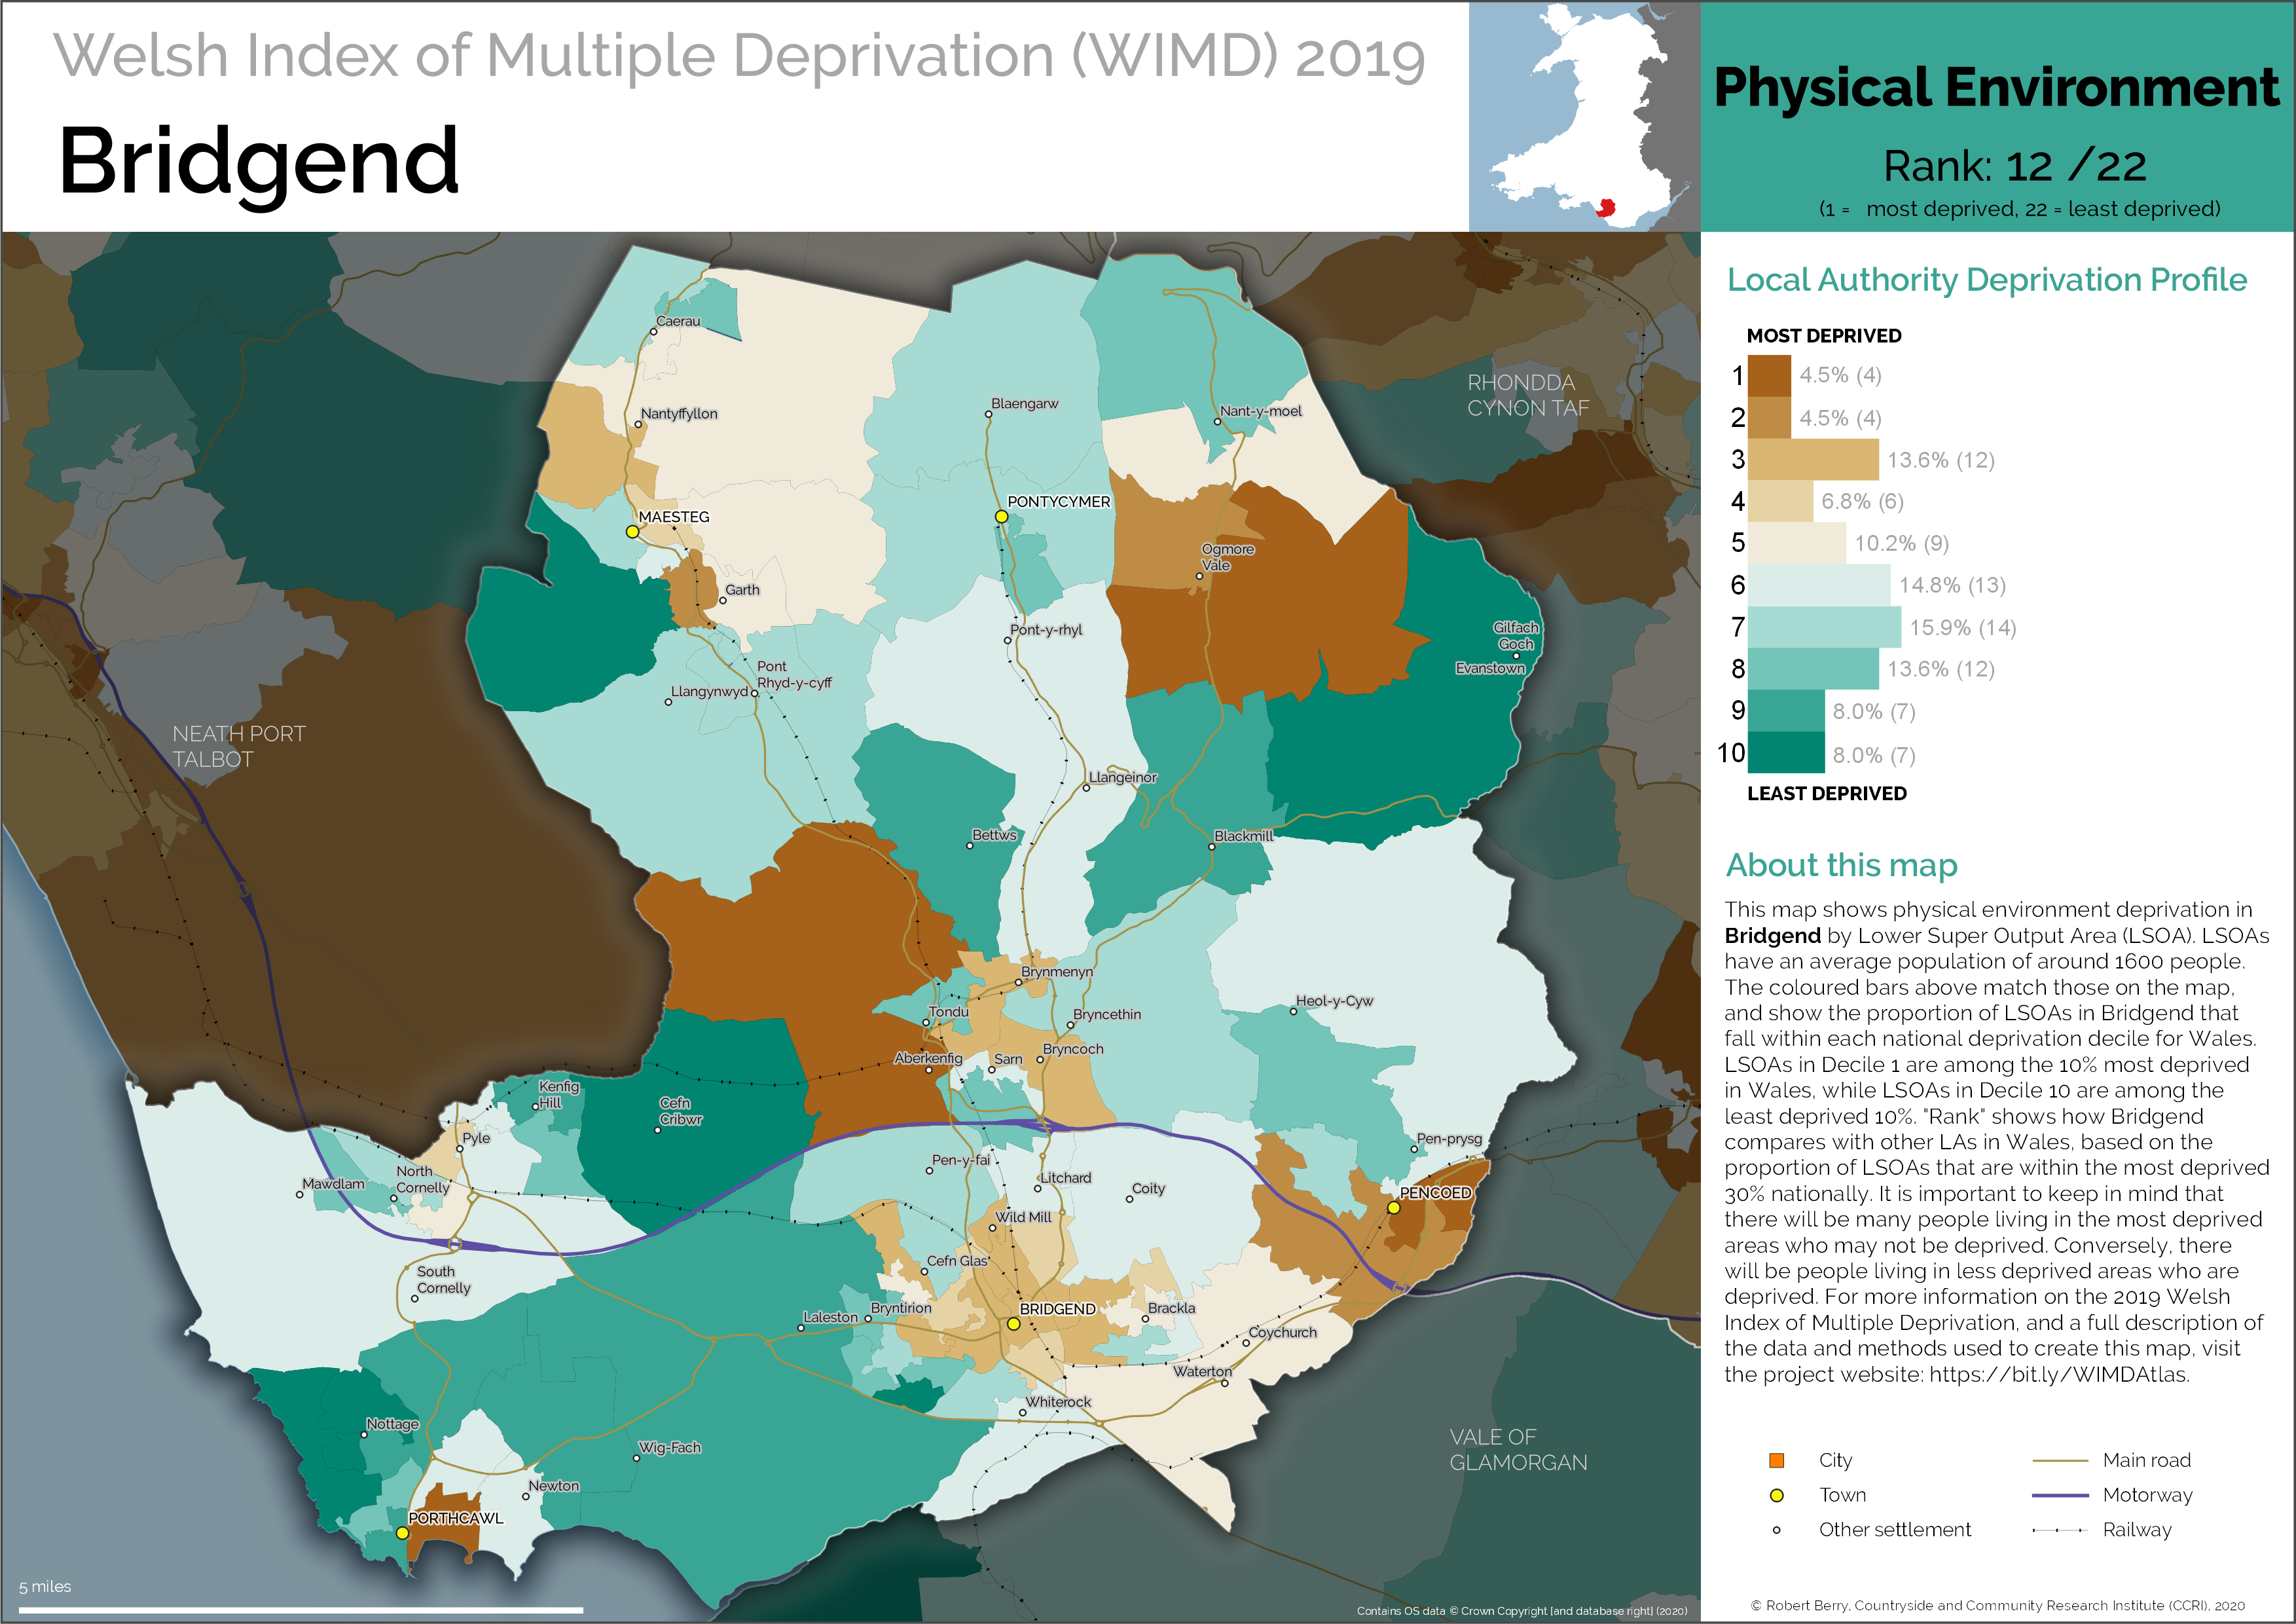 Welsh Index of Multiple Deprivation (WIMD) 2019
Bridgend
Physical Environment
Rank: 12 /22
(1 = most deprived, 22 = least deprived)
Local Authority Deprivation Profile
MOST DEPRIVED
1 4.5% (4)
2 4.5% (4)
3 13.6% (12)
4 6.8% (6)
5 10.2% (9)
6 14.8% (13)
7 15.9% (14)
8 13.6% (12)
9 8.0% (7)
10 8.0% (7)
LEAST DEPRIVED
About this map
This map shows physical environment deprivation in
Bridgend by Lower Super Output Area (LSOA). LSOAs
have an average population of around 1600 people.
The coloured bars above match those on the map,
and show the proportion of LSOAs in Bridgend that
fall within each national deprivation decile for Wales.
LSOAs in Decile 1 are among the 10% most deprived
in Wales, while LSOAs in Decile 10 are among the
least deprived 10%. "Rank" shows how Bridgend
compares with other LAs in Wales, based on the
proportion of LSOAs that are within the most deprived
30% nationally. It is important to keep in mind that
there will be many people living in the most deprived
areas who may not be deprived. Conversely, there
will be people living in less deprived areas who are
deprived. For more information on the 2019 Welsh
Index of Multiple Deprivation, and a full description of
the data and methods used to create this map, visit
the project website: https://bit.ly/WIMDAtlas.
City
Town
Other settlement
Main road
Motorway
Railway
© Robert Berry, Countryside and Community Research Institute (CCRI), 2020
Caerau
Nantyffyllon
Blaengarw
Nant-y-moel
RHONDDA
CYNON TAF
MAESTEG
PONTYCYMER
Ogmore
Vale
Garth
Pont-y-rhyl
Gilfach
Goch
Evanstown
Pont
Rhyd-y-cyff
Llangynwyd
NEATH PORT
TALBOT
Llangeinor
Bettws
Blackmill
Brynmenyn
Heol-y-Cyw
Tondu
Bryncethin
Bryncoch
Aberkenfig
Sarn
Kenfig
Hill
Cefn
Cribwr
Pyle
Pen-prysg
Pen-y-fai
North
Cornelly
Mawdlam
Litchard
Coity
PENCOED
Wild Mill
Cefn Glas
South
Cornelly
Bryntirion
BRIDGEND
Brackla
Laleston
Coychurch
Waterton
Whiterock
Nottage
Wig-Fach
VALE OF
GLAMORGAN
Newton
PORTHCAWL
5 miles
Contains OS data © Crown Copyright [and database right] (2020)